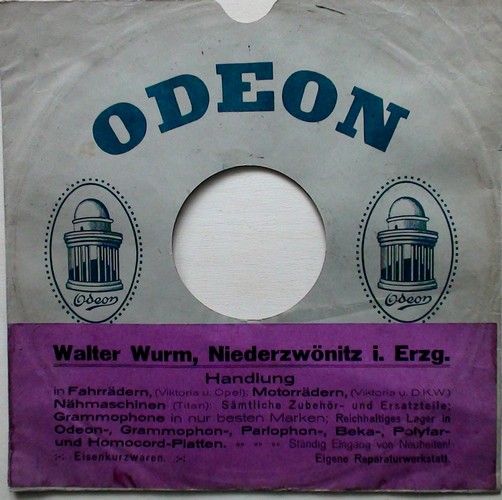 ODEON
Odeon Odeon
Walter Wurm, Niederzwönitz i. Erzg.
Handlung
in Fahrrädern, (Viktoria u. Opel); Motorrädern, (Viktoria u. D.K.W.)
Nähmaschinen (Titan); Sämtliche Zubehör- und Ersatzteile;
Grammophone in nur besten Marken; Reichhaltiges Lager in
Odeon-, Grammophon-, Parlophon-, Beka-, Polyfar-
und Homocord-Platten. Ständig Eingang von Neuheiten!
:-: Eisenkurzwaren. :-: Eigene Reparaturwerkstatt.